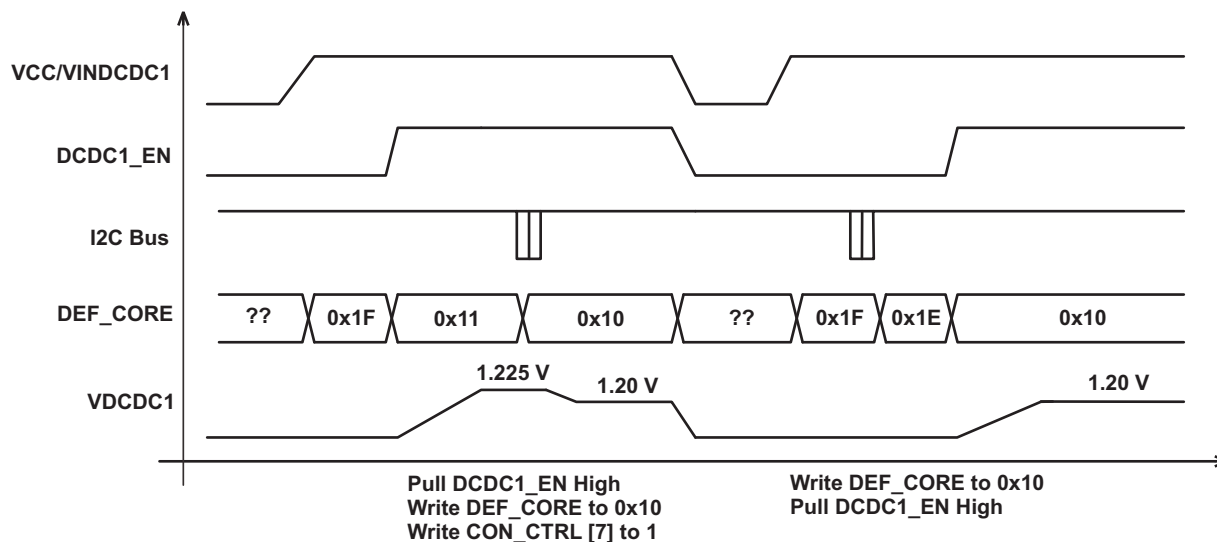 VCC/VINDCDC1
DCDC1_EN
I2C Bus
DEF_CORE
?? 0x1F 0x11 0x10 ?? 0x1F 0x1E 0x10
VDCDC1
1.225 V 1.20 V 1.20 V
Pull DCDC1_EN High
Write DEF_CORE to 0x10
Write CON_CTRL [7] to 1
Write DEF_CORE to 0x10
Pull DCDC1_EN High